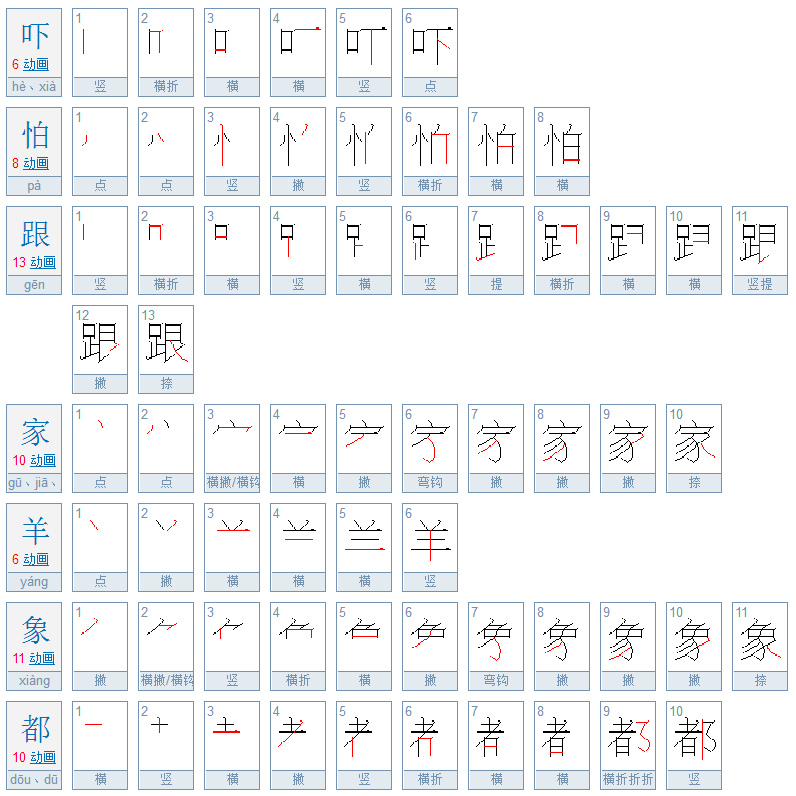 吓 1 2 3 4 5 6
6 动画
hè、xià 竖 横折 横 横 竖 点
怕 1 2 3 4 5 6 7 8
8 动画
pà 点 点 竖 撇 竖 横折 横 横
跟 1 2 3 4 5 6 7 8 9 10 11
13 动画
gēn 竖 横折 横 竖 横 竖 提 横折 横 横 竖提
12 13
撇 捺
家 1 2 3 4 5 6 7 8 9 10
10 动画
gū、jiā、 点 点 横撇/横钩 横 撇 弯钩 撇 撇 撇 捺
羊 1 2 3 4 5 6
6 动画
yáng 点 撇 横 横 横 竖
象 1 2 3 4 5 6 7 8 9 10 11
11 动画
xiàng 撇 横撇/横钩 竖 横折 横 撇 弯钩 撇 撇 撇 捺
都 1 2 3 4 5 6 7 8 9 10
10 动画
dōu、dū 横 竖 横 撇 竖 横折 横 横 横折折折 竖